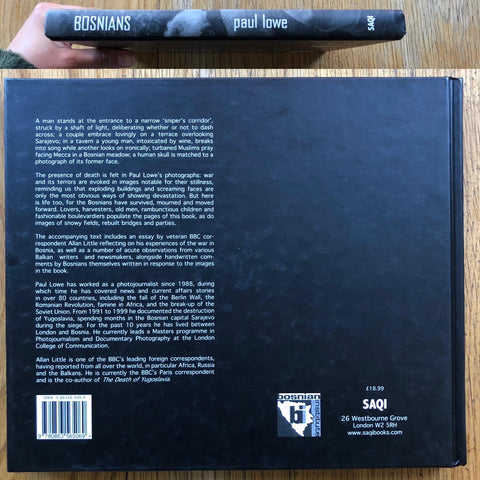 BOSNIANS paul lowe SAQI
A man stands at the entrance to a narrow 'sniper's corridor',
struck by a shaft of light, deliberating whether or not to dash
across; a couple embrace lovingly on a terrace overlooking
Sarajevo; in a tavern a young man, intoxicated by wine, breaks
into song while another looks on ironically; turbaned Muslims pray
facing Mecca in a Bosnian meadow; a human skull is matched to a
photograph of its former face.
The presence of death is felt in Paul Lowe's photographs: war
and its terrors are evoked in images notable for their stillness,
reminding us that exploding buildings and screaming faces are
only the most obvious ways of showing devastation. But there
is life too, for the Bosnians have survived, mourned and moved
forward. Lovers, harvesters, old men, rambunctious children and
fashionable boulevardiers populate the pages of this book, as do
images of snowy fields, rebuilt bridges and parties.
The accompanying text includes an essay by veteran BBC cor-
respondent Allan Little reflecting on his experiences of the war in
Bosnia, as well as a number of acute observations from various
Balkan writers and newsmakers, alongside handwritten com-
ments by Bosnians themselves written in response to the images
in the book.
Paul Lowe has worked as a photojournalist since 1988, during
which time he has covered news and current affairs stories
in over 80 countries, including the fall of the Berlin Wall, the
Romanian Revolution, famine in Africa, and the break-up of the
Soviet Union. From 1991 to 1999 he documented the destruction
of Yugoslavia, spending months in the Bosnian capital Sarajevo
during the siege. For the past 10 years he has lived between
London and Bosnia. He currently leads a Masters programme in
Photojournalism and Documentary Photography at the London
College of Communication.
Allan Little is one of the BBC's leading foreign correspondents,
having reported from all over the world, in particular Africa, Russia
and the Balkans. He is currently the BBC's Paris correspondent
and is the co-author of The Death of Yugoslavia.
9 780863 565069
bosnian
bi
institute
£18.99
SAQI
26 Westbourne Grove
London W2 5RH
www.saqibooks.com